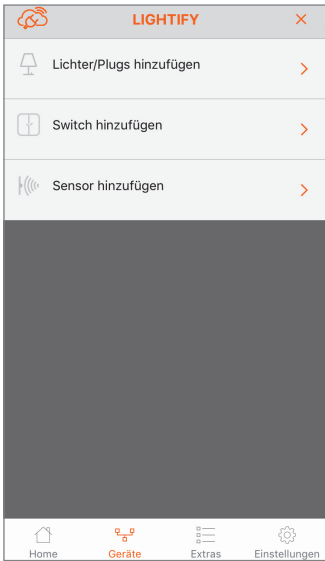 LIGHTIFY
Lichter/Plugs hinzufügen
Switch hinzufügen
Sensor hinzufügen
Home Geräte Extras Einstellungen